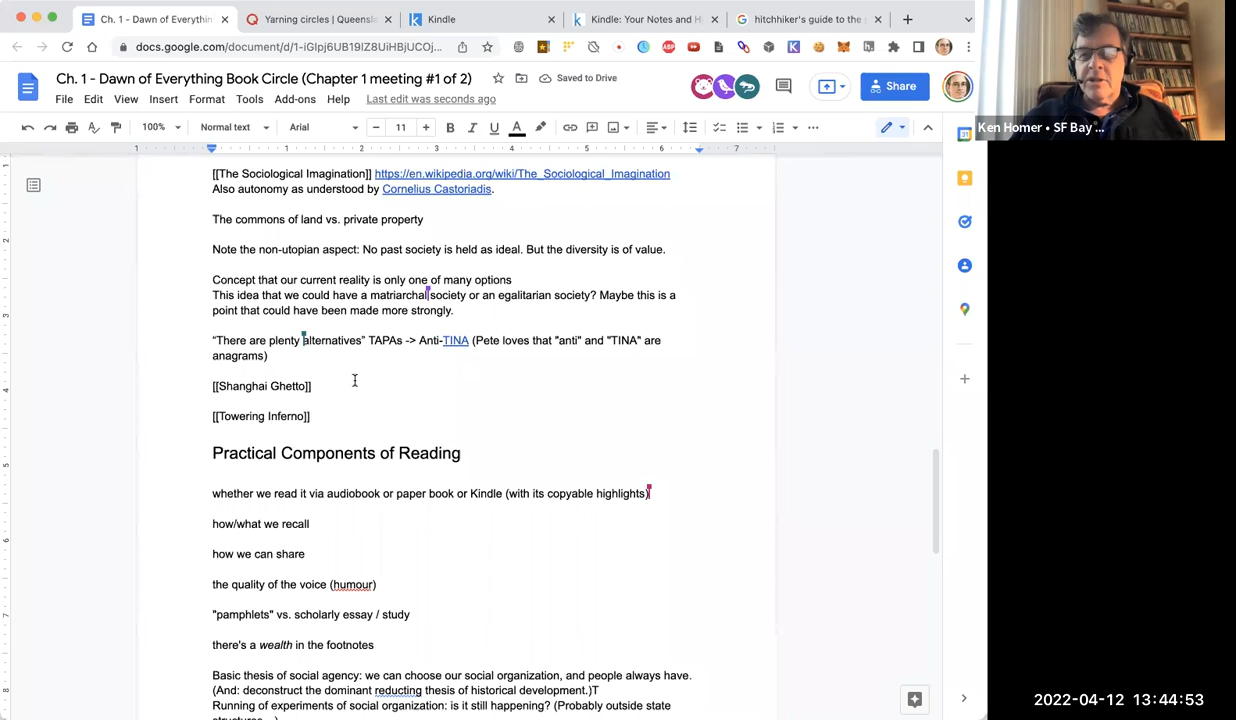 Ch. 1 - Dawn of Everythin
Yarning circles | Queensla
Kindle
Kindle: Your Notes and H
hitchhiker's guide to the
docs.google.com/document/d/1-iGlpj6UB19IZ8UiHBjUCOj...
Ch. 1 - Dawn of Everything Book Circle (Chapter 1 meeting #1 of 2)
Saved to Drive
Share
File Edit View Insert Format Tools Add-ons Help Last edit was seconds ago
100% Normal text Arial 11 B I U A
1 1 2 3 4 5 6 7
[[The Sociological Imagination]] https://en.wikipedia.org/wiki/The_Sociological_Imagination
Also autonomy as understood by Cornelius Castoriadis.
The commons of land vs. private property
Note the non-utopian aspect: No past society is held as ideal. But the diversity is of value.
Concept that our current reality is only one of many options
This idea that we could have a matriarchal society or an egalitarian society? Maybe this is a
point that could have been made more strongly.
"There are plenty alternatives" TAPAs -> Anti-TINA (Pete loves that "anti" and "TINA" are
anagrams)
[[Shanghai Ghetto]]
[[Towering Inferno]]
Practical Components of Reading
whether we read it via audiobook or paper book or Kindle (with its copyable highlights)
how/what we recall
how we can share
the quality of the voice (humour)
"pamphlets" vs. scholarly essay / study
there's a wealth in the footnotes
Basic thesis of social agency: we can choose our social organization, and people always have.
(And: deconstruct the dominant reducting thesis of historical development.)T
Running of experiments of social organization: is it still happening? (Probably outside state
structures...)
Ken Homer • SF Bay ...
2022-04-12 13:44:53